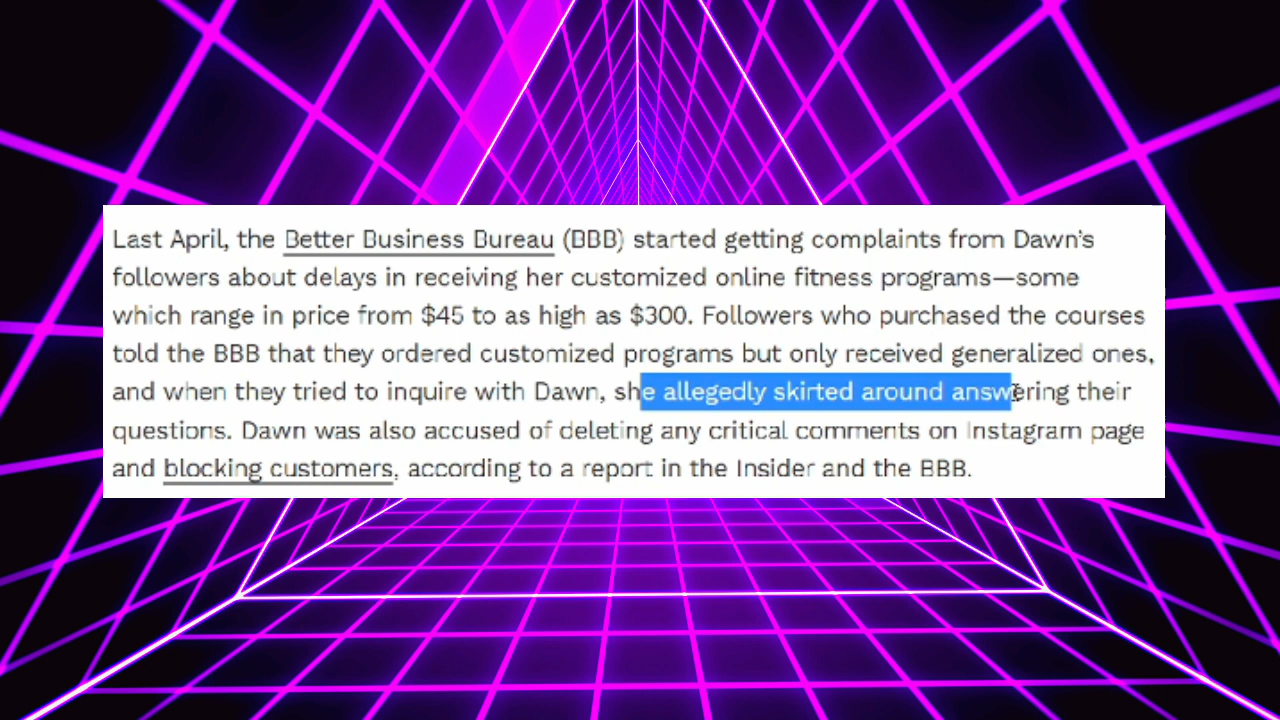 Last April, the Better Business Bureau (BBB) started getting complaints from Dawn's
followers about delays in receiving her customized online fitness programs—some
which range in price from $45 to as high as $300. Followers who purchased the courses
told the BBB that they ordered customized programs but only received generalized ones,
and when they tried to inquire with Dawn, she allegedly skirted around answering their
questions. Dawn was also accused of deleting any critical comments on Instagram page
and blocking customers, according to a report in the Insider and the BBB.